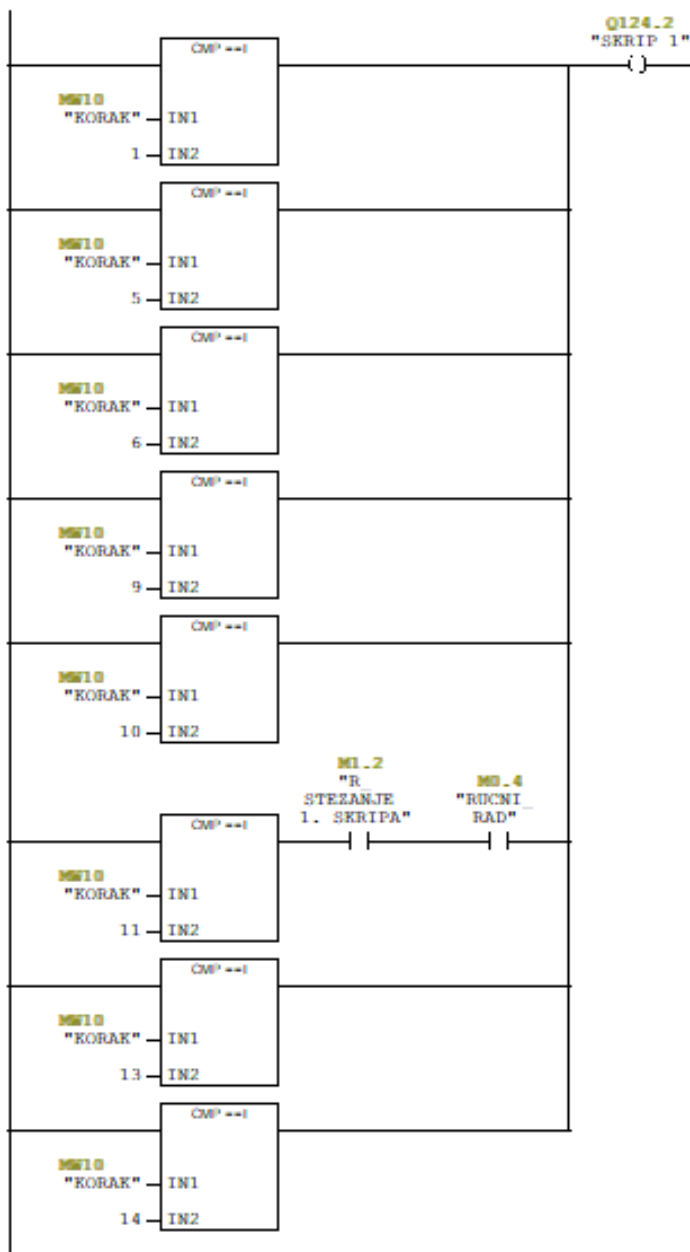 Q124.2
"SKRIP 1"
CMP ==I
MW10
"KORAK"
IN1
1
IN2
CMP ==I
MW10
"KORAK"
IN1
5
IN2
CMP ==I
MW10
"KORAK"
IN1
6
IN2
CMP ==I
MW10
"KORAK"
IN1
9
IN2
CMP ==I
MW10
"KORAK"
IN1
10
IN2
M1.2
"R_
STEZANJE
1. SKRIPA"
M0.4
"RUCNI_
RAD"
CMP ==I
MW10
"KORAK"
IN1
11
IN2
CMP ==I
MW10
"KORAK"
IN1
13
IN2
CMP ==I
MW10
"KORAK"
IN1
14
IN2